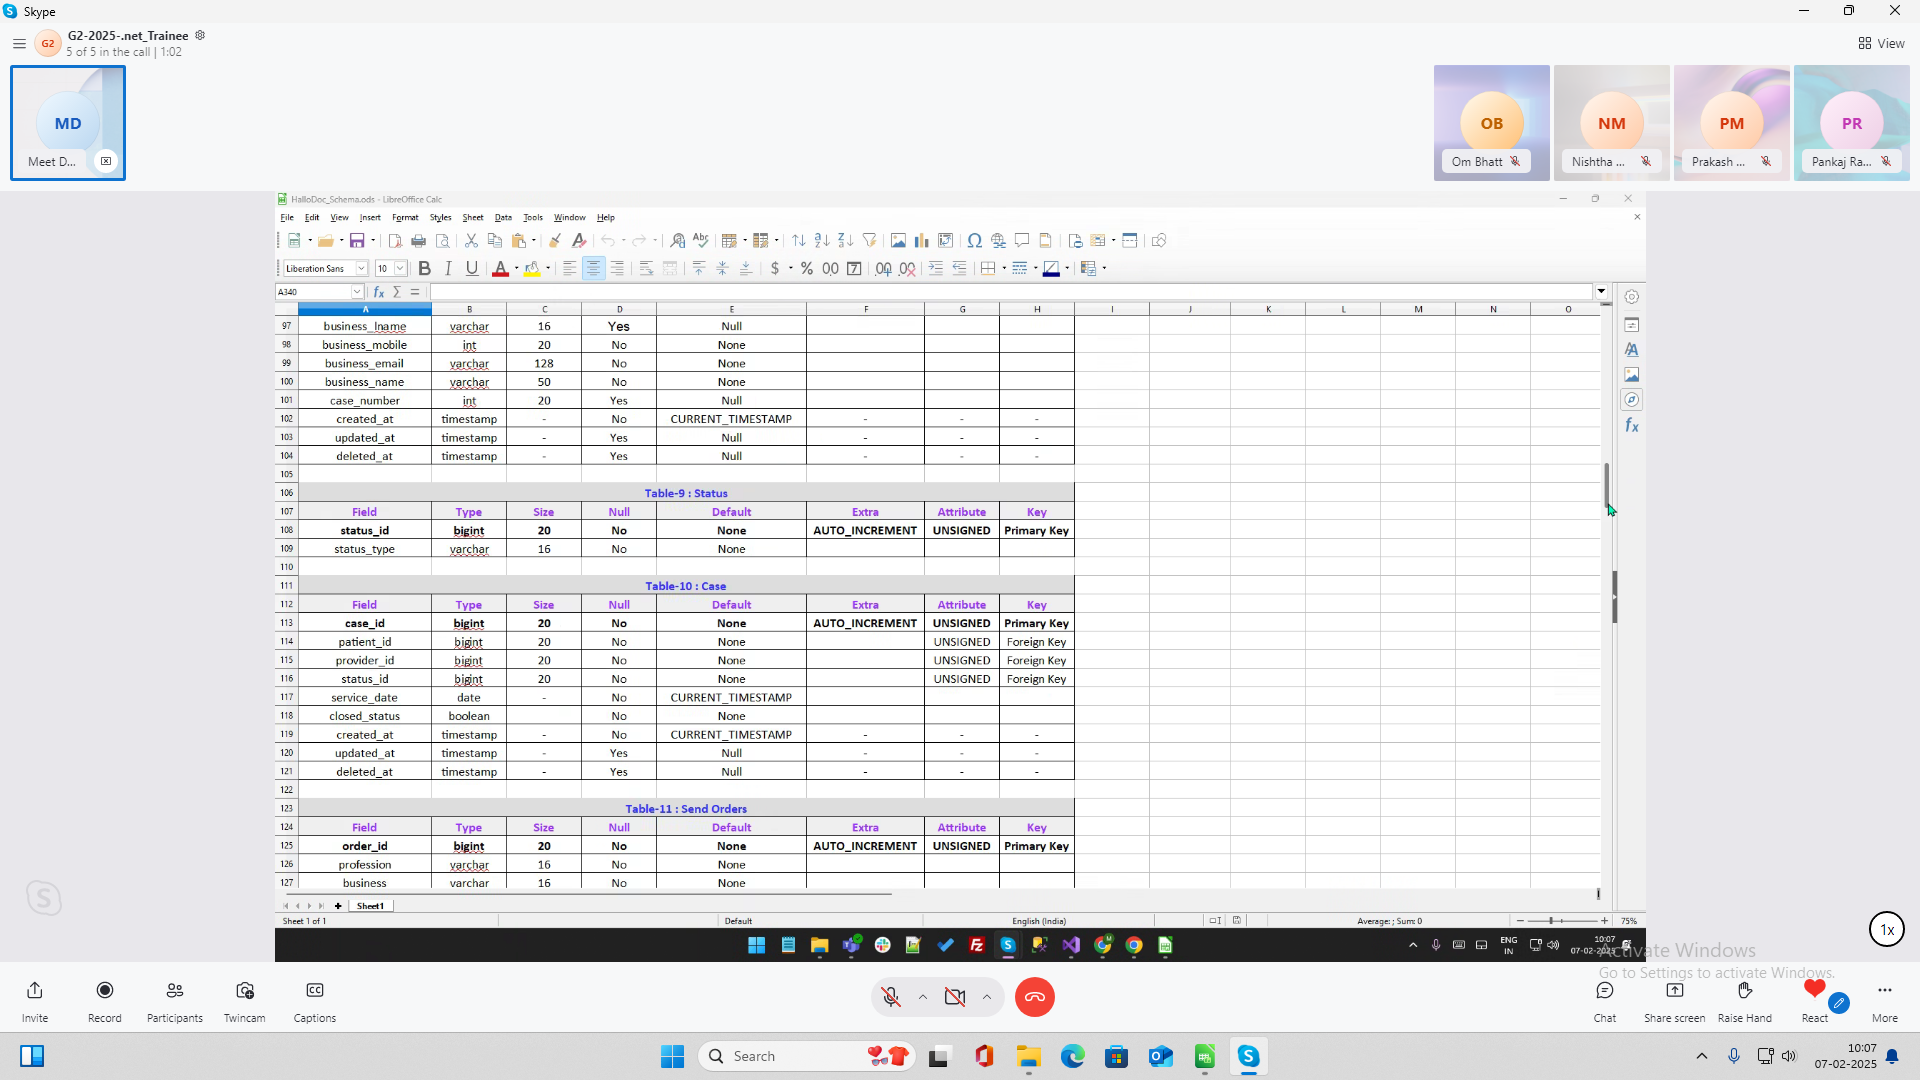 Skype
G2 G2-2025-.net_Trainee
5 of 5 in the call | 1:02
View
MD
Meet D...
OB
Om Bhatt
NM
Nishtha ...
PM
Prakash ...
PR
Pankaj Ra...
HalloDoc_Schema.ods - LibreOffice Calc
File Edit View Insert Format Styles Sheet Data Tools Window Help
Liberation Sans 10
A340
A B C D E F G H I J K L M N O
97 business_lname varchar 16 Yes Null
98 business_mobile int 20 No None
99 business_email varchar 128 No None
100 business_name varchar 50 No None
101 case_number int 20 Yes Null
102 created_at timestamp - No CURRENT_TIMESTAMP - - -
103 updated_at timestamp - Yes Null - - -
104 deleted_at timestamp - Yes Null - - -
105
106 Table-9 : Status
107 Field Type Size Null Default Extra Attribute Key
108 status_id bigint 20 No None AUTO_INCREMENT UNSIGNED Primary Key
109 status_type varchar 16 No None
110
111 Table-10 : Case
112 Field Type Size Null Default Extra Attribute Key
113 case_id bigint 20 No None AUTO_INCREMENT UNSIGNED Primary Key
114 patient_id bigint 20 No None UNSIGNED Foreign Key
115 provider_id bigint 20 No None UNSIGNED Foreign Key
116 status_id bigint 20 No None UNSIGNED Foreign Key
117 service_date date - No CURRENT_TIMESTAMP
118 closed_status boolean No None
119 created_at timestamp - No CURRENT_TIMESTAMP - - -
120 updated_at timestamp - Yes Null - - -
121 deleted_at timestamp - Yes Null - - -
122
123 Table-11 : Send Orders
124 Field Type Size Null Default Extra Attribute Key
125 order_id bigint 20 No None AUTO_INCREMENT UNSIGNED Primary Key
126 profession varchar 16 No None
127 business varchar 16 No None
Sheet1
Sheet 1 of 1 Default English (India) Average: ; Sum: 0 75%
1x
ENG
IN
10:07
07-02-2025
Activate Windows
Go to Settings to activate Windows.
Invite Record Participants Twincam Captions Chat Share screen Raise Hand React More
Search
10:07
07-02-2025